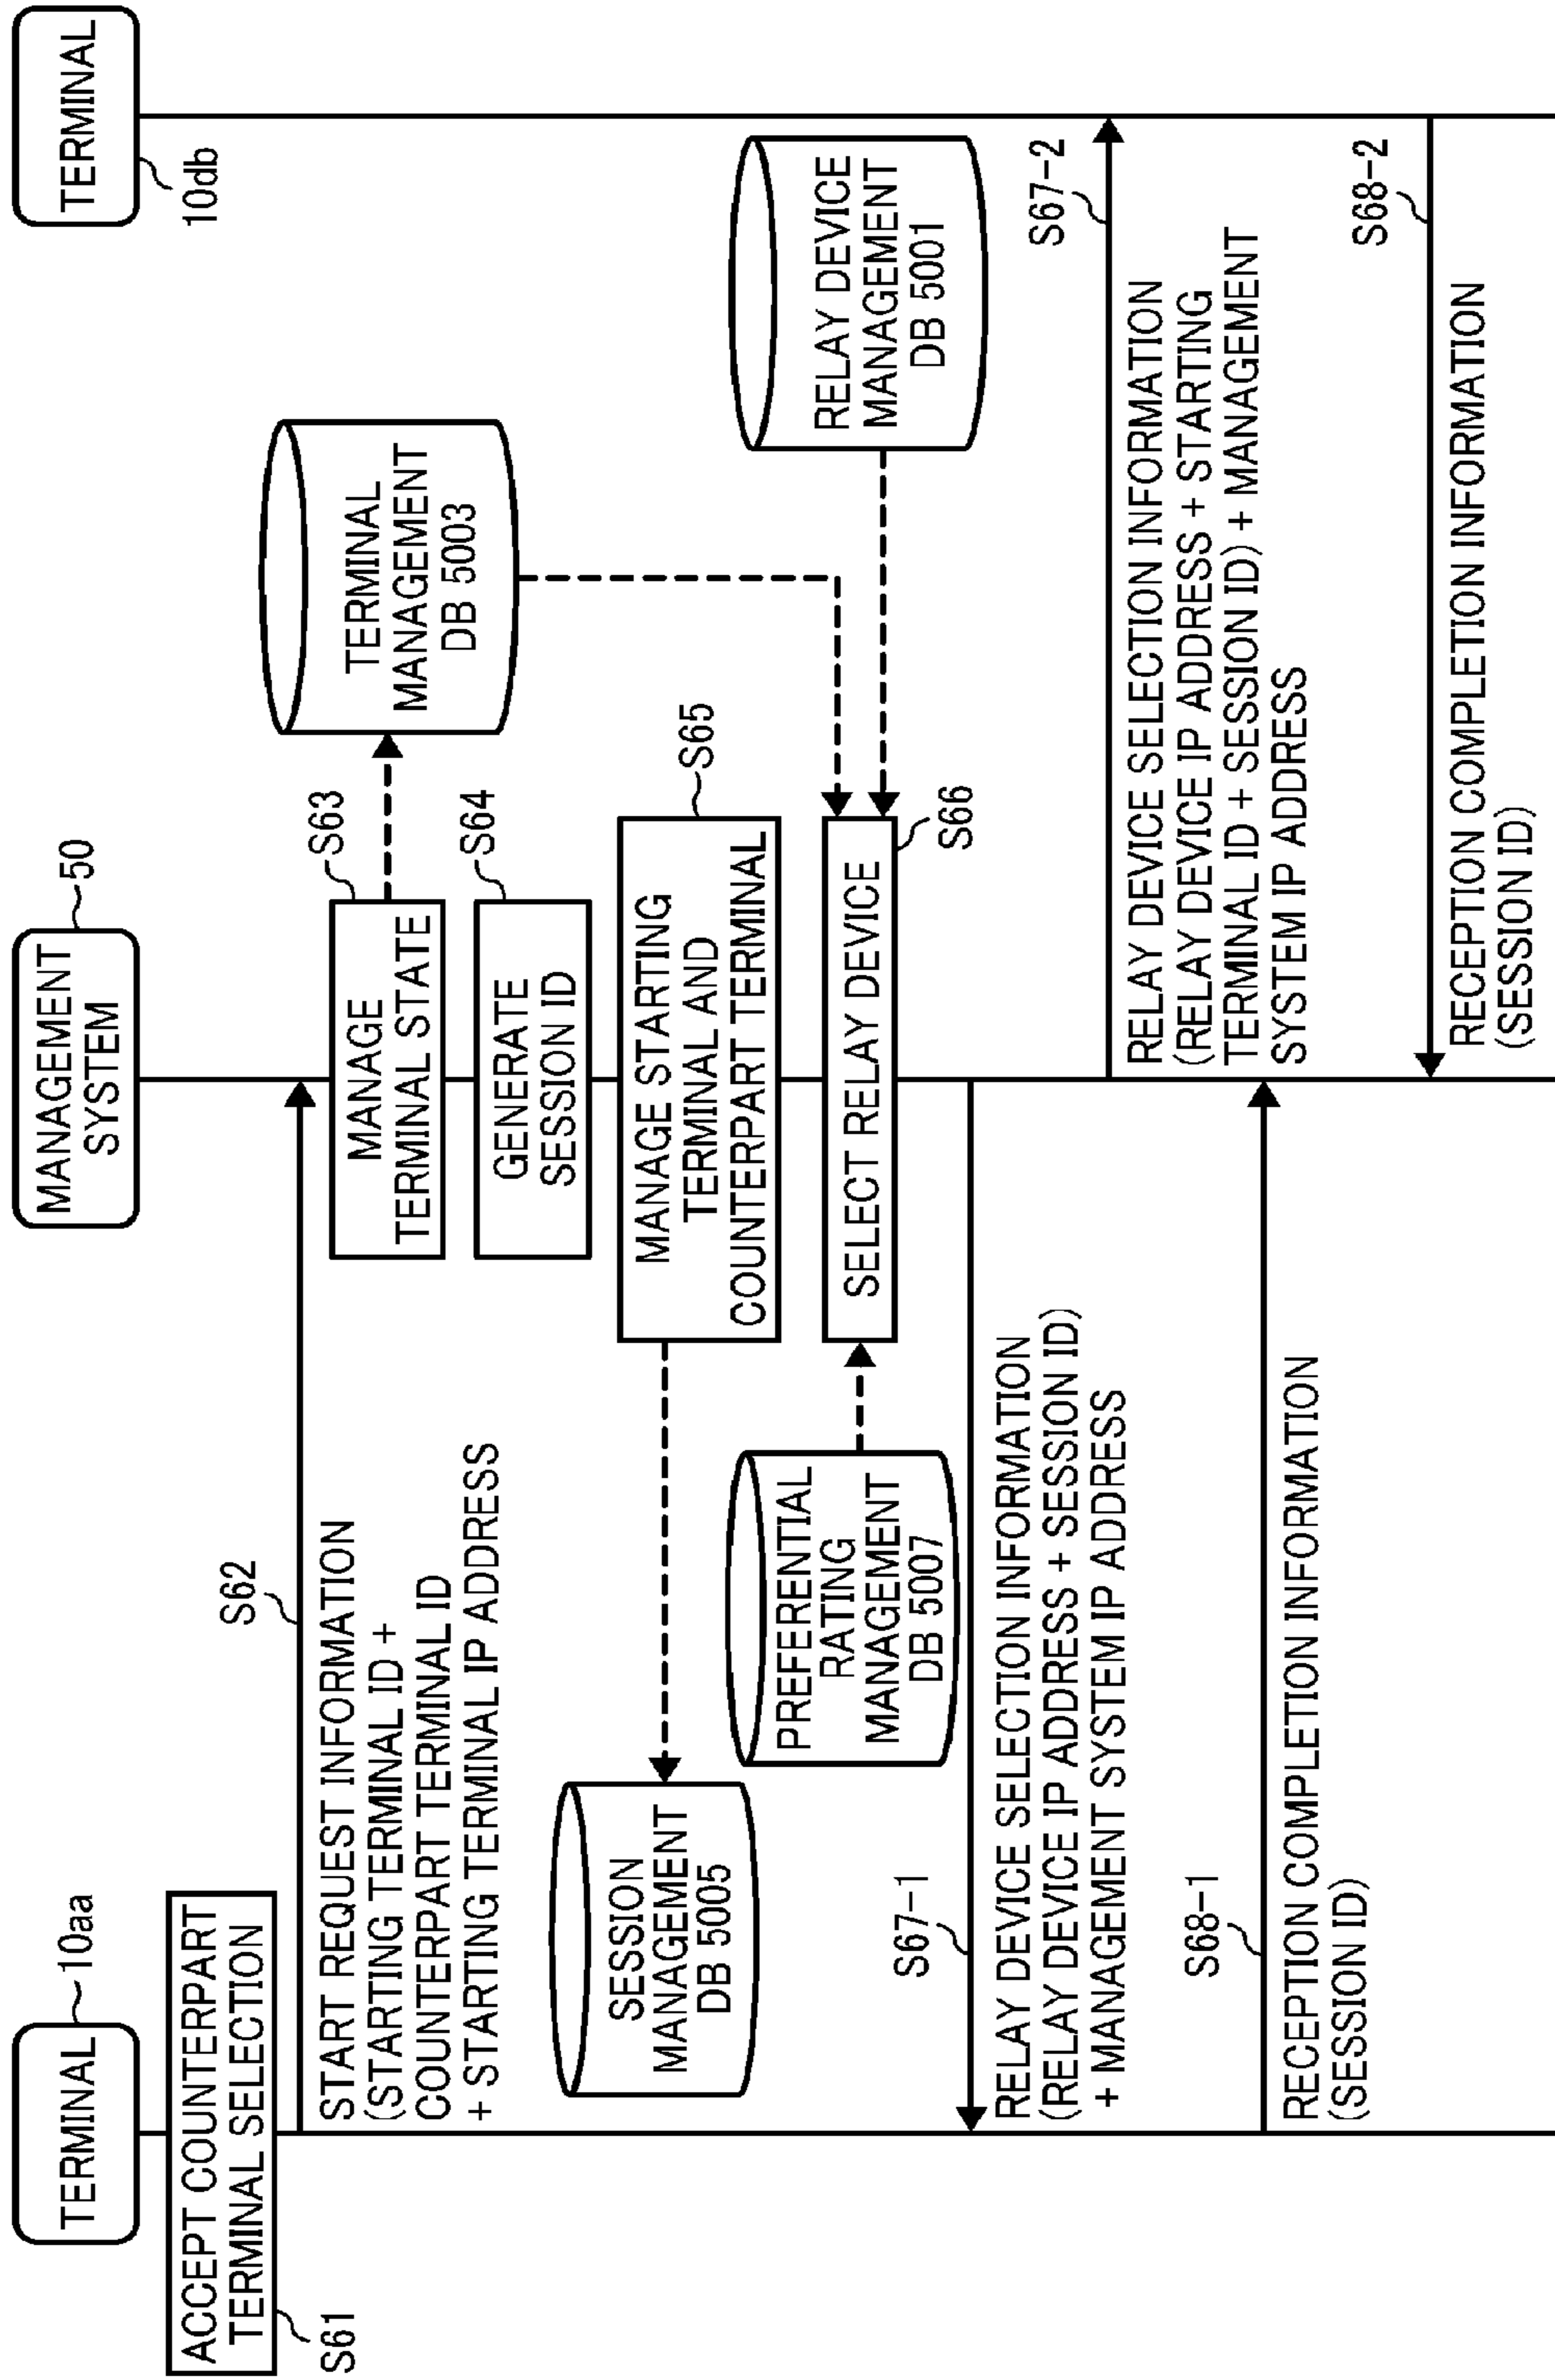 TERMINAL
10aa
MANAGEMENT
SYSTEM
50
TERMINAL
10db
ACCEPT COUNTERPART
TERMINAL SELECTION
S61
S62
START REQUEST INFORMATION
(STARTING TERMINAL ID +
COUNTERPART TERMINAL ID
+ STARTING TERMINAL IP ADDRESS
MANAGE
TERMINAL STATE
S63
TERMINAL
MANAGEMENT
DB 5003
GENERATE
SESSION ID
S64
MANAGE STARTING
TERMINAL AND
COUNTERPART TERMINAL
S65
SESSION
MANAGEMENT
DB 5005
PREFERENTIAL
RATING
MANAGEMENT
DB 5007
SELECT RELAY DEVICE
S66
RELAY DEVICE
MANAGEMENT
DB 5001
S67-1
RELAY DEVICE SELECTION INFORMATION
(RELAY DEVICE IP ADDRESS + SESSION ID)
+ MANAGEMENT SYSTEM IP ADDRESS
S67-2
RELAY DEVICE SELECTION INFORMATION
(RELAY DEVICE IP ADDRESS + STARTING
TERMINAL ID + SESSION ID) + MANAGEMENT
SYSTEM IP ADDRESS
S68-1
RECEPTION COMPLETION INFORMATION
(SESSION ID)
S68-2
RECEPTION COMPLETION INFORMATION
(SESSION ID)